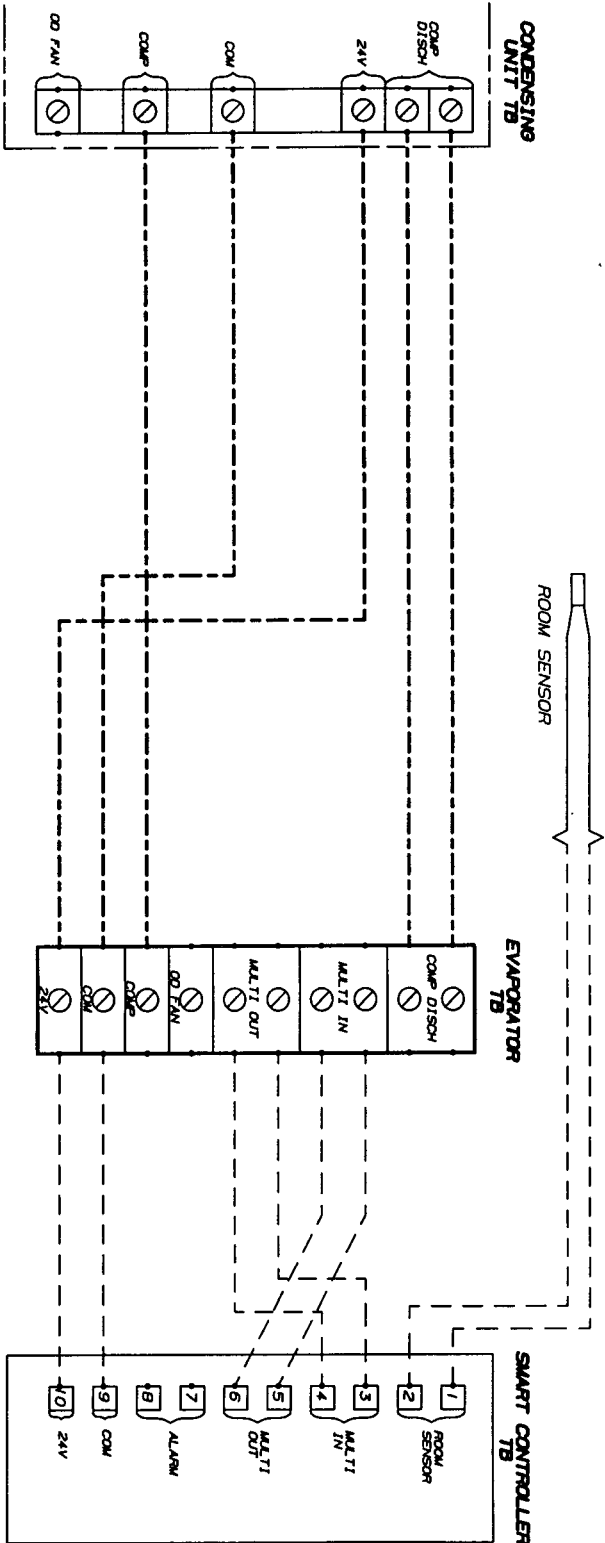 CONDENSING
UNIT TB
COMP
DISCH
24V
COM
COMP
OD FAN
ROOM SENSOR
EVAPORATOR
TB
COMP DISCH
MULTI IN
MULTI OUT
OD FAN
COMP
COM
24V
SMART CONTROLLER
TB
1
2
ROOM
SENSOR
3
4
MULTI
IN
5
6
MULTI
OUT
7
8
ALARM
9
COM
10
24V